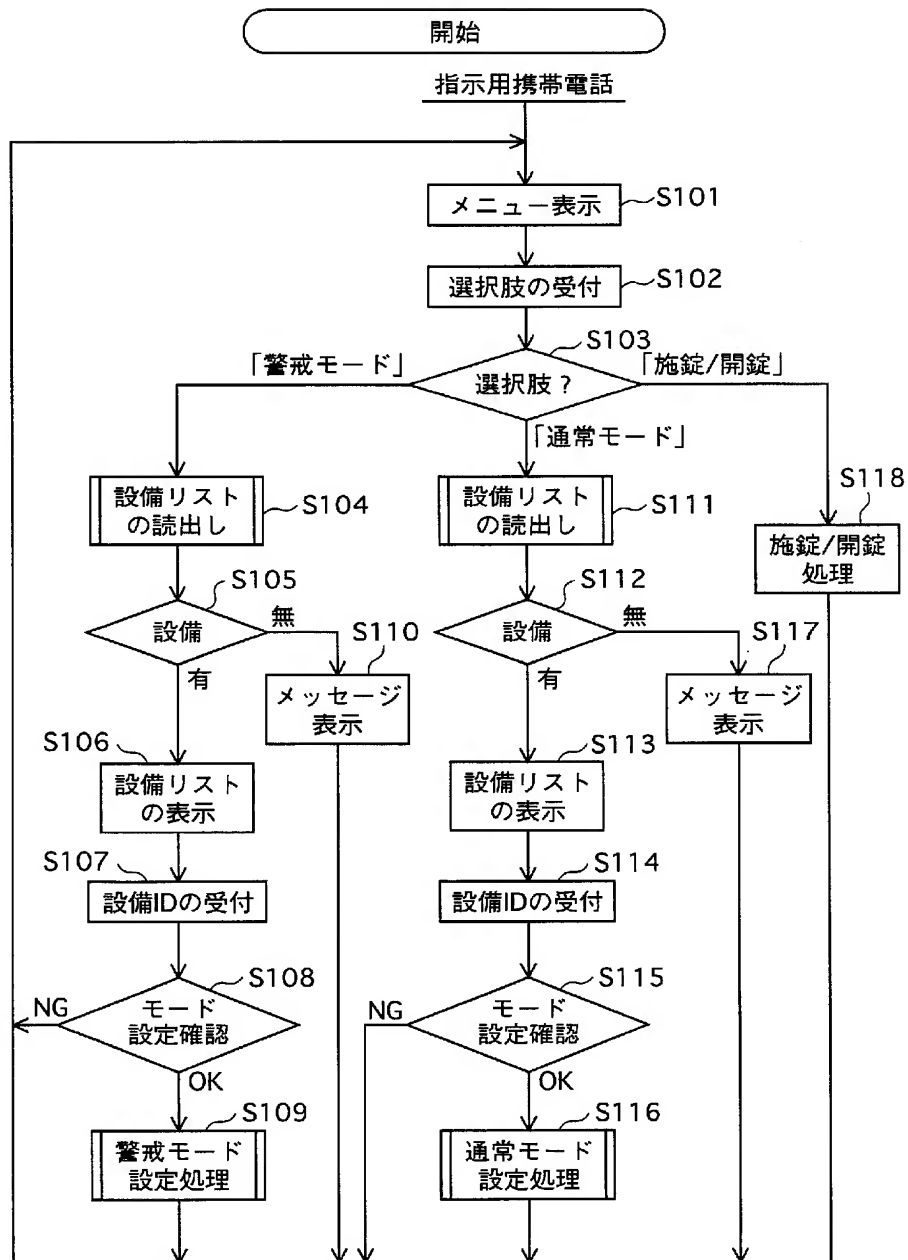 開始
指示用携帯電話
メニュー表示
S101
選択肢の受付
S102
S103
選択肢？
「警戒モード」
「施錠/開錠」
「通常モード」
設備リスト
の読出し
S104
設備リスト
の読出し
S111
S118
施錠/開錠
処理
S105
設備
無
有
S110
メッセージ
表示
S112
設備
無
有
S117
メッセージ
表示
S106
設備リスト
の表示
S113
設備リスト
の表示
S107
設備IDの受付
S114
設備IDの受付
S108
モード
設定確認
NG
OK
S115
モード
設定確認
NG
OK
S109
警戒モード
設定処理
S116
通常モード
設定処理